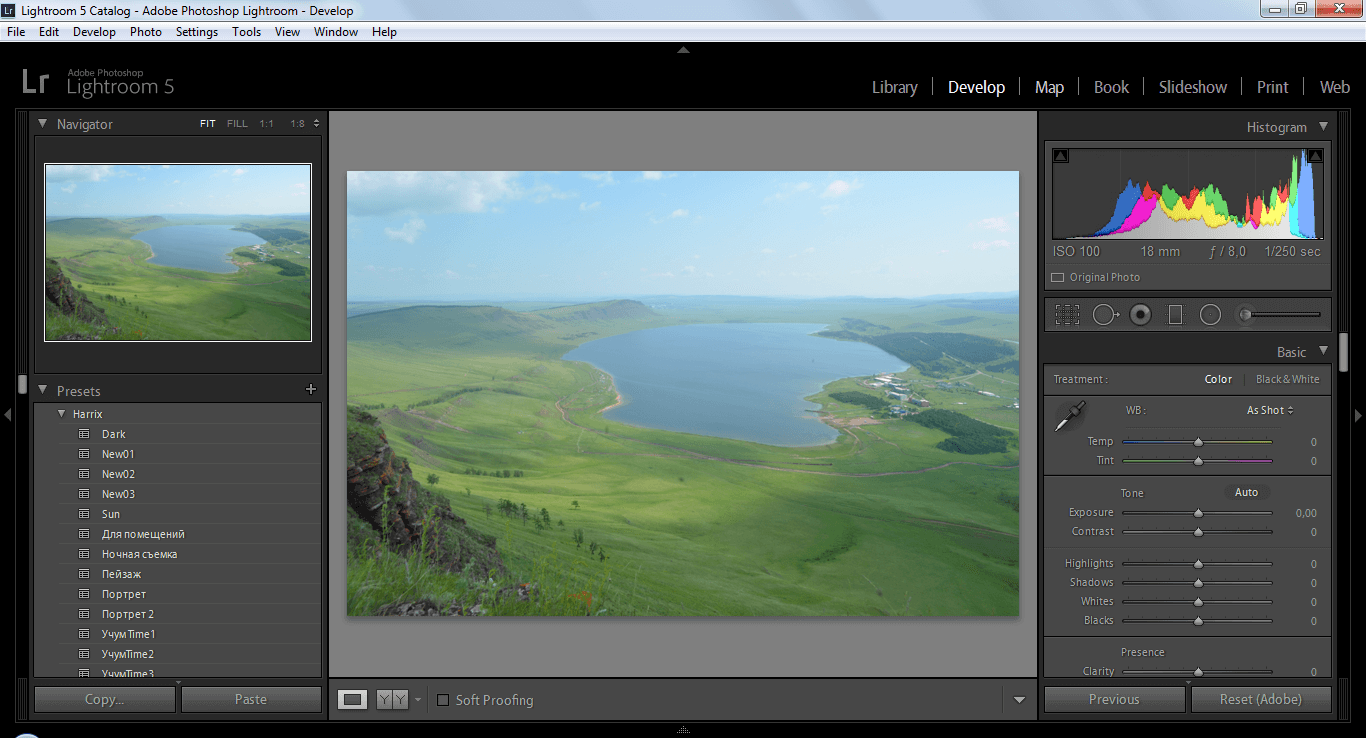 Lr Lightroom 5 Catalog - Adobe Photoshop Lightroom - Develop
File Edit Develop Photo Settings Tools View Window Help
Lr Adobe Photoshop
Lightroom 5
Library Develop Map Book Slideshow Print Web
Navigator FIT FILL 1:1 1:8
Histogram
ISO 100 18 mm ƒ / 8,0 1/250 sec
Original Photo
Basic
Treatment : Color Black & White
WB : As Shot
Temp 0
Tint 0
Tone Auto
Exposure 0,00
Contrast 0
Highlights 0
Shadows 0
Whites 0
Blacks 0
Presence
Clarity 0
Presets +
Harrix
Dark
New01
New02
New03
Sun
Для помещений
Ночная съемка
Пейзаж
Портрет
Портрет 2
УчумTime1
УчумTime2
УчумTime3
Copy... Paste
Y Y Soft Proofing
Previous Reset (Adobe)